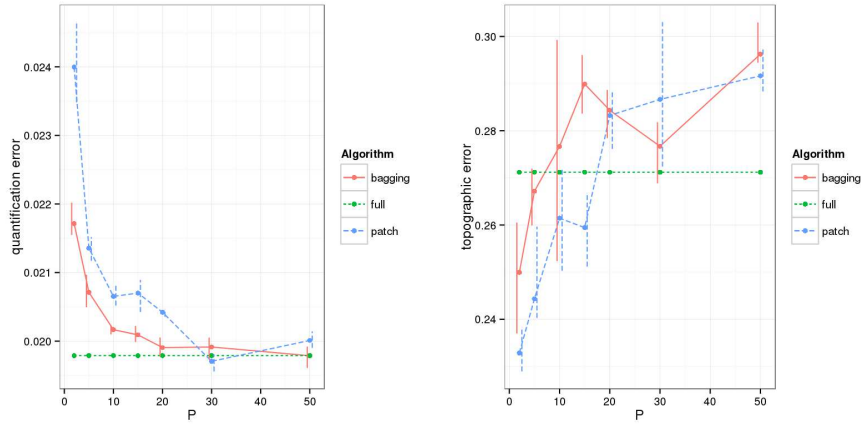 quantification error
0.024
0.023
0.022
0.021
0.020
0 10 20 30 40 50
P
Algorithm
bagging
full
patch
topographic error
0.30
0.28
0.26
0.24
0 10 20 30 40 50
P
Algorithm
bagging
full
patch